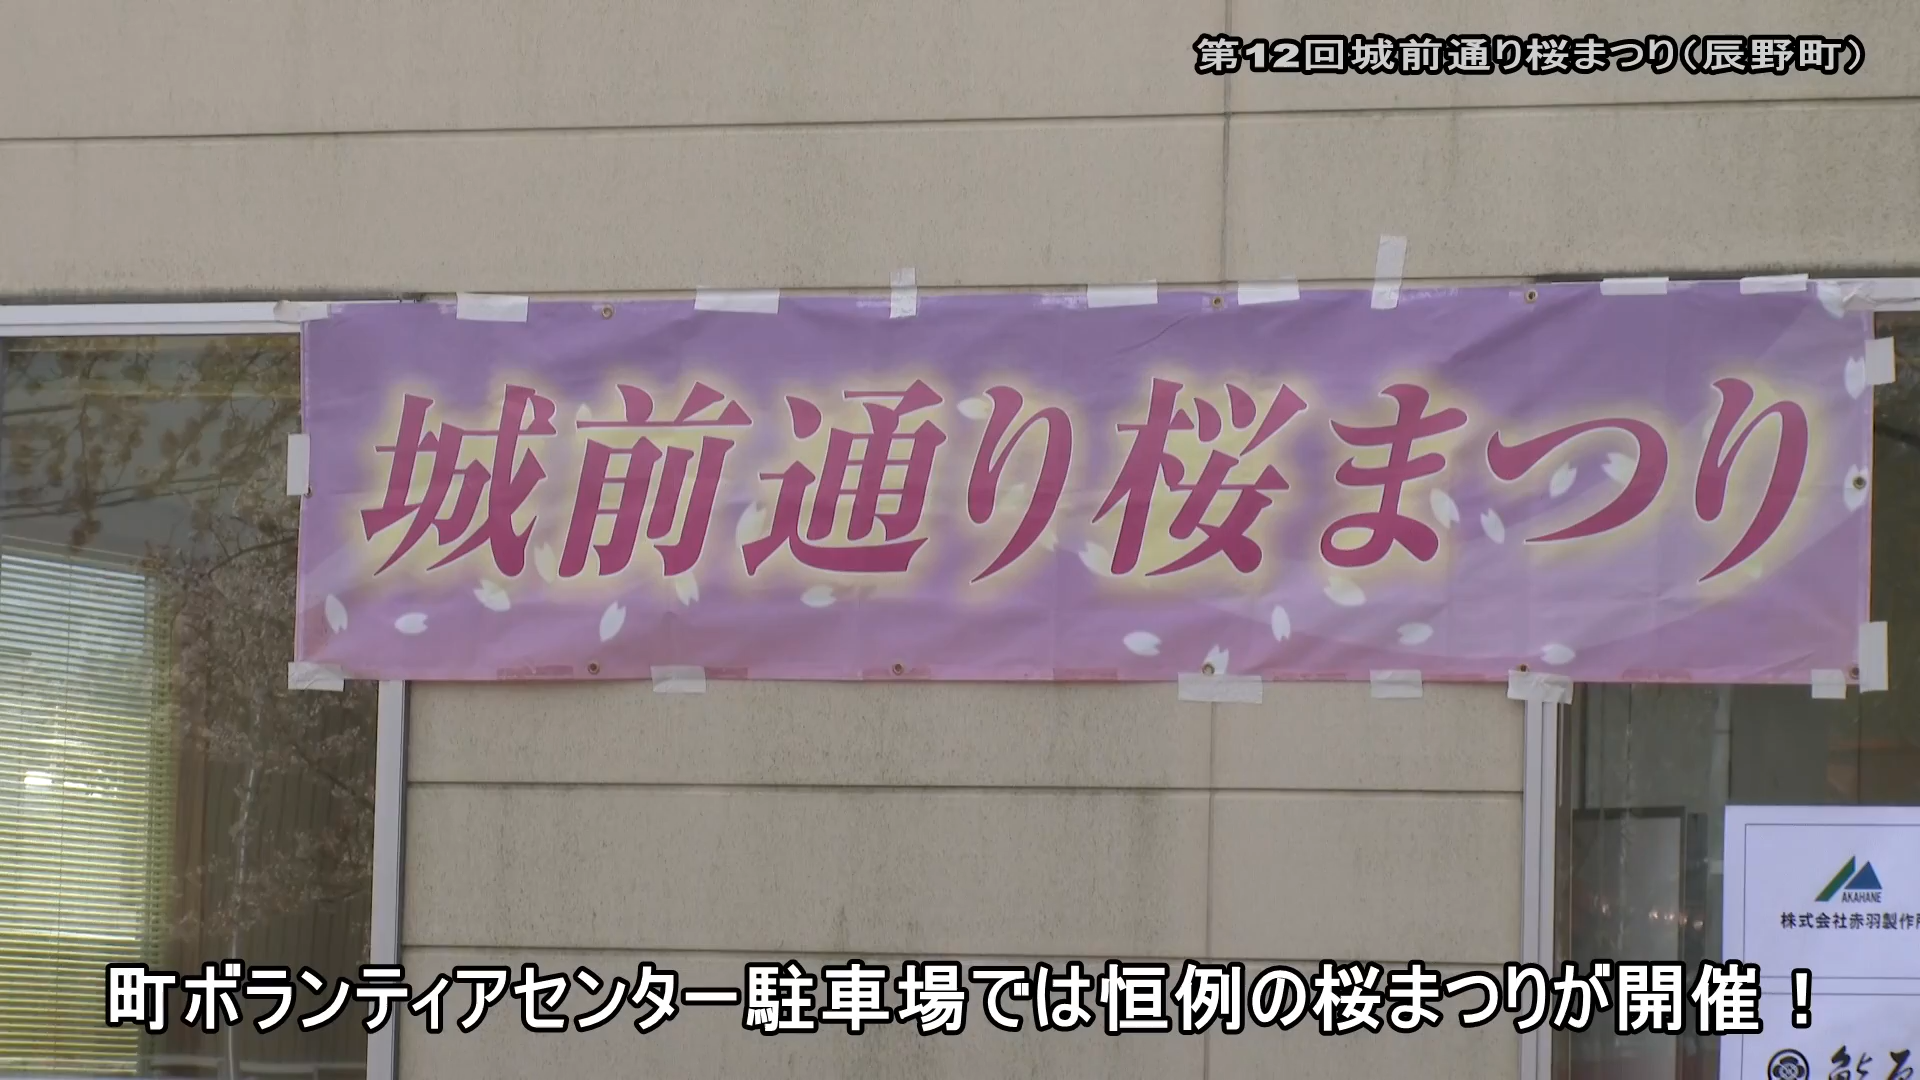 第12回城前通り桜まつり（辰野町）
城前通り桜まつり
AKAHANE
株式会社赤羽製作所
町ボランティアセンター駐車場では恒例の桜まつりが開催！